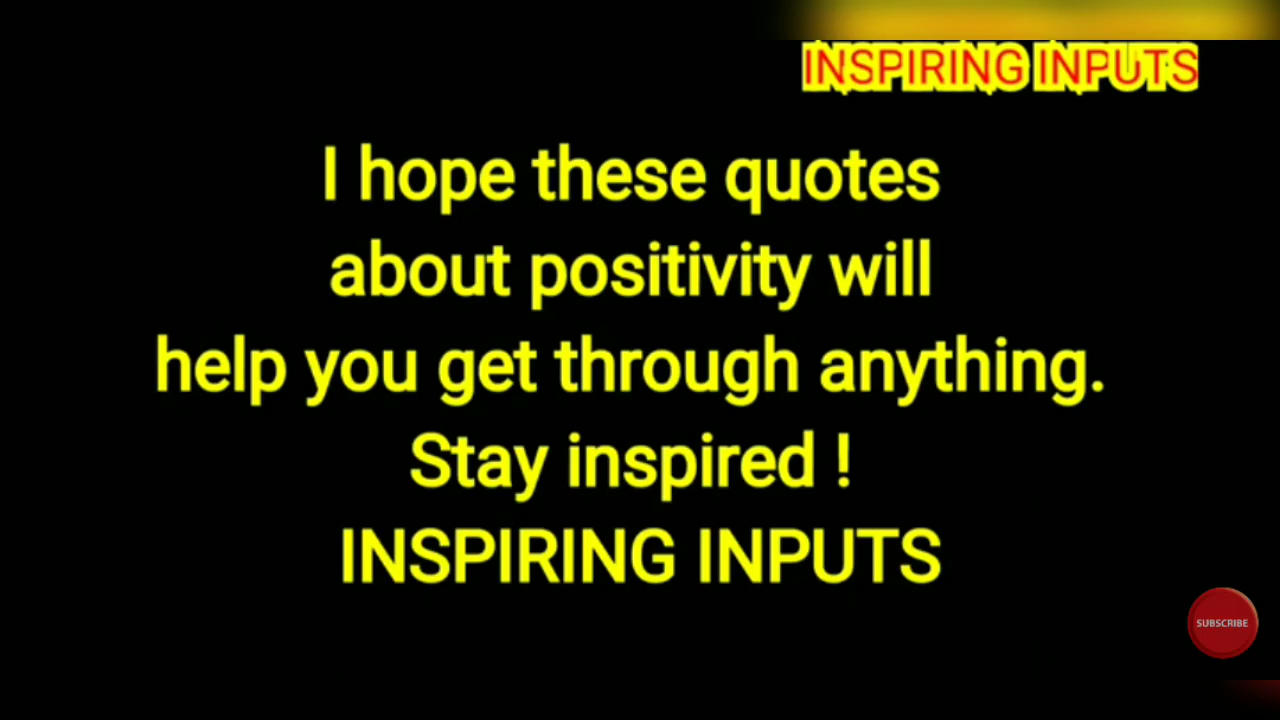 INSPIRING INPUTS
I hope these quotes
about positivity will
help you get through anything.
Stay inspired !
INSPIRING INPUTS
SUBSCRIBE